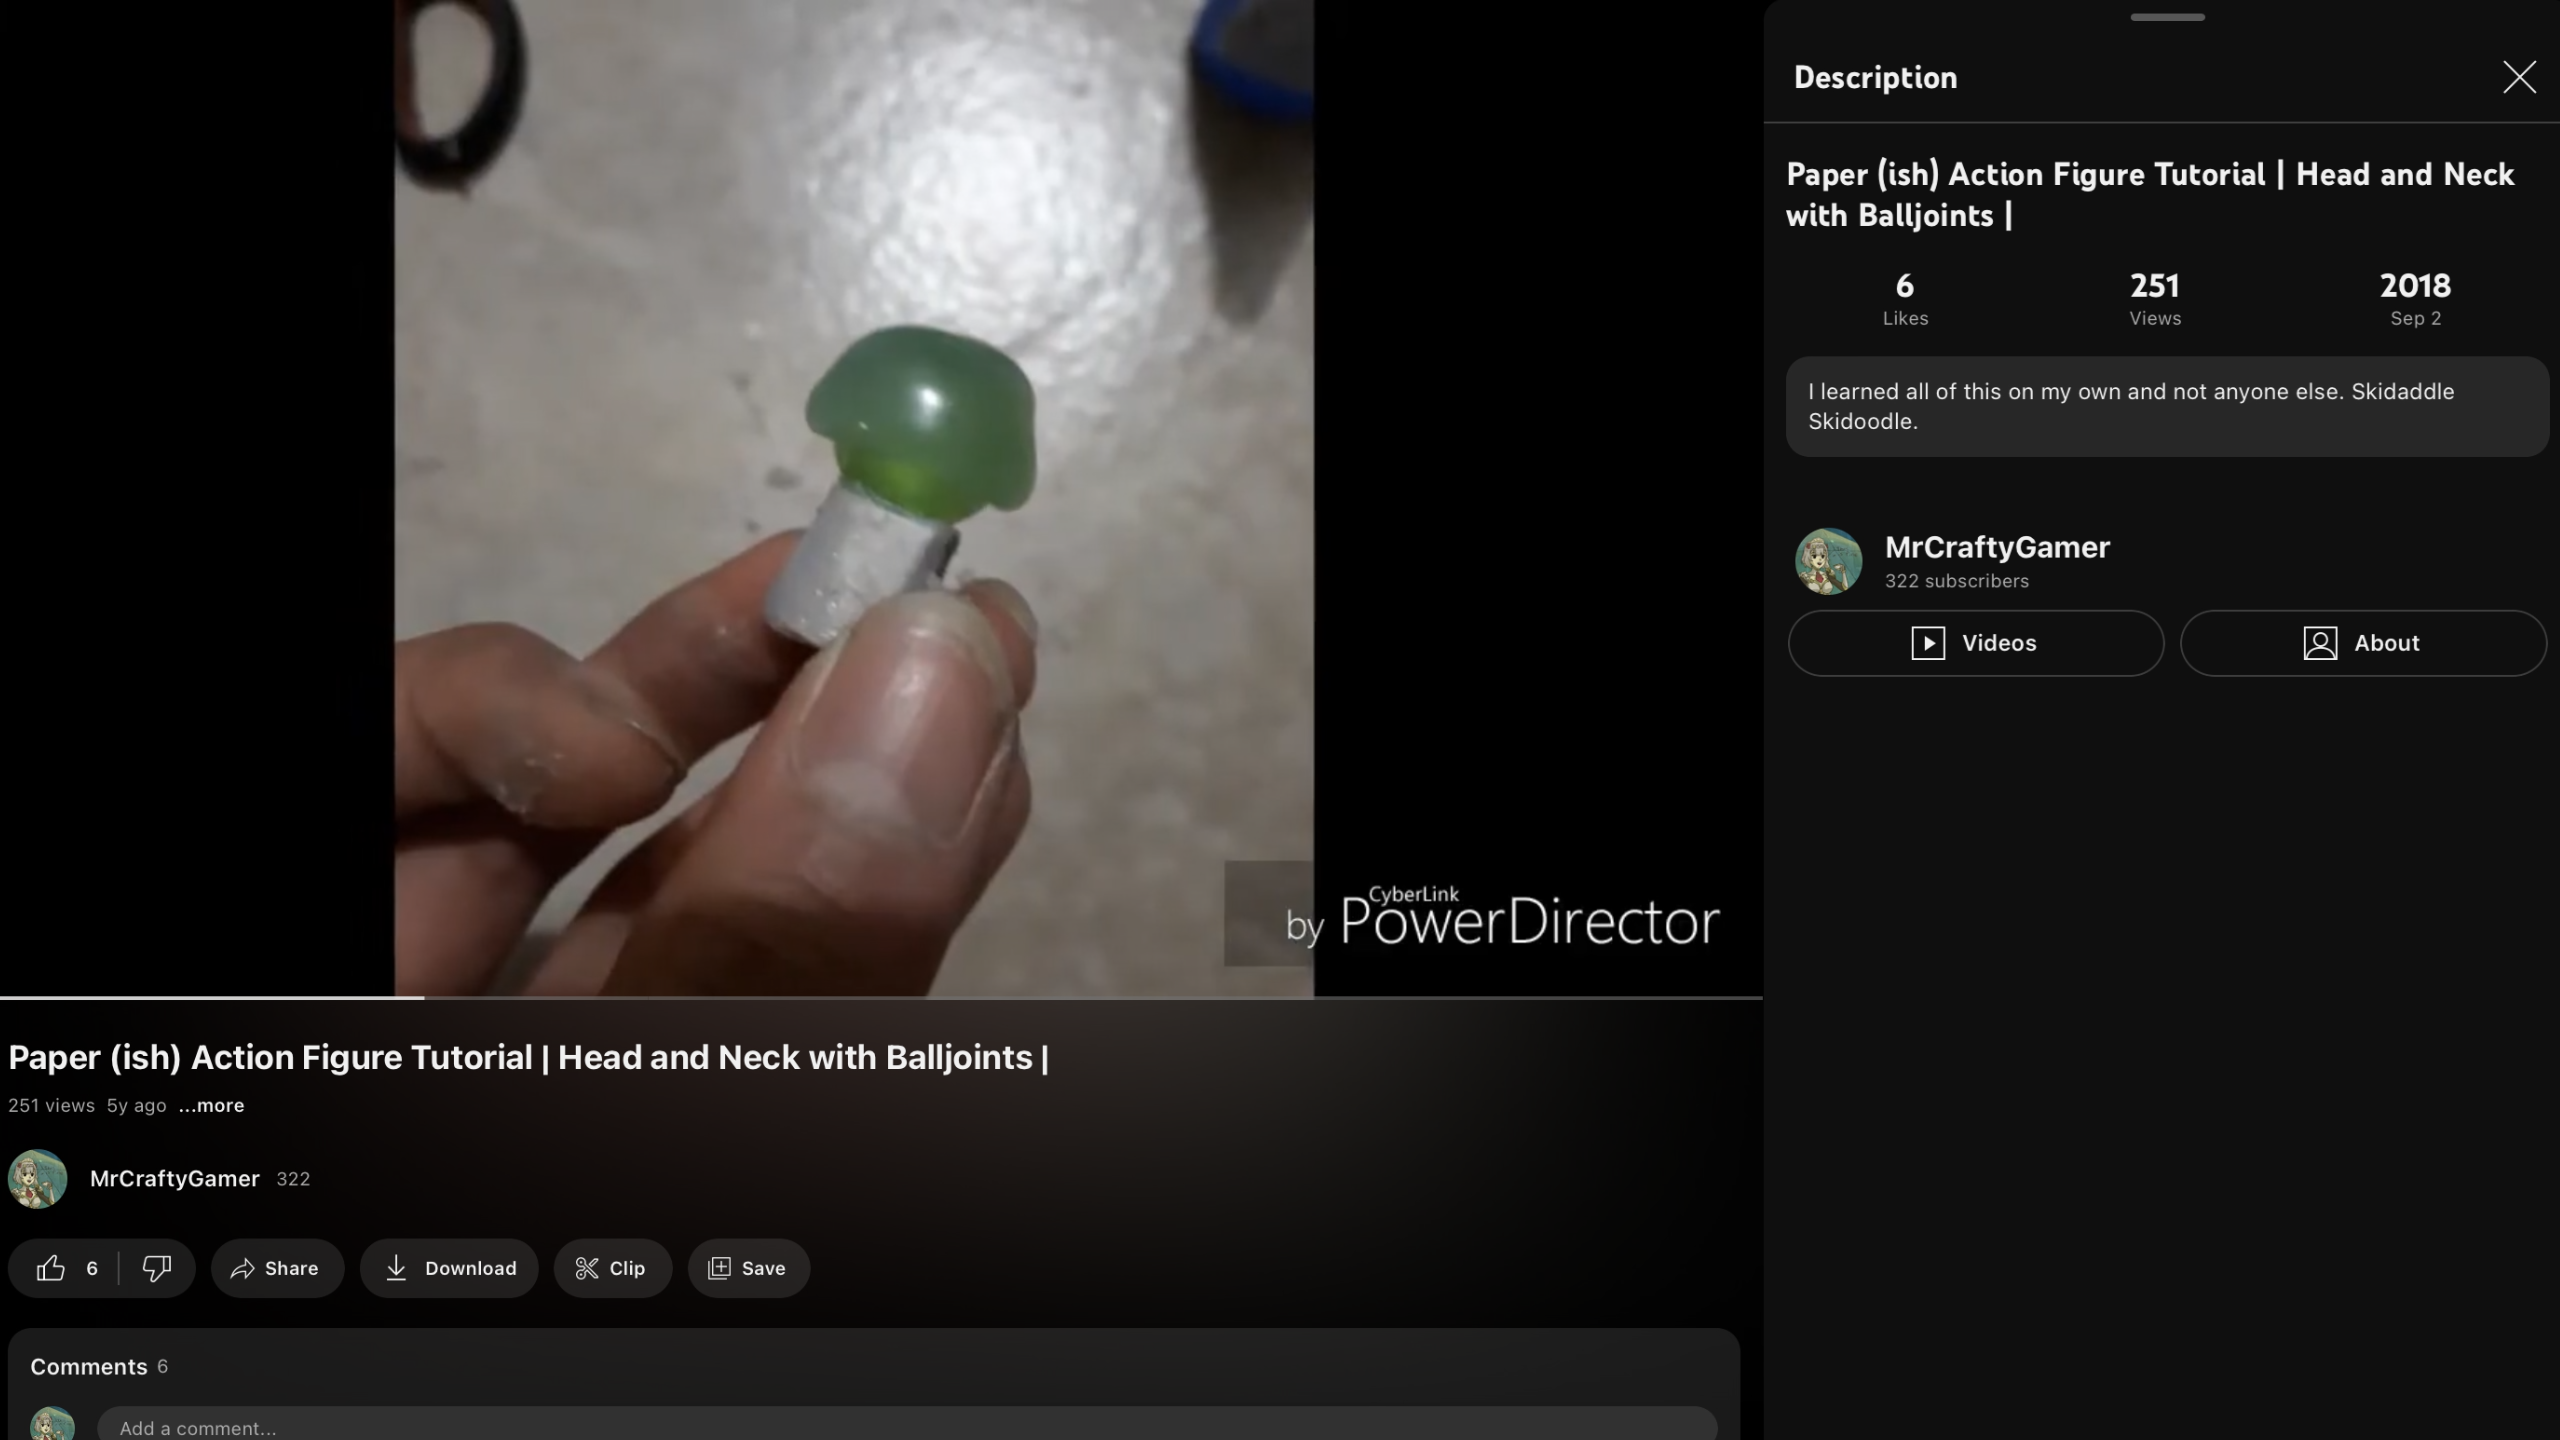 CyberLink
by PowerDirector
Paper (ish) Action Figure Tutorial | Head and Neck with Balljoints |
251 views 5y ago ...more
MrCraftyGamer 322
6
Share
Download
Clip
Save
Comments 6
Add a comment...
Description
Paper (ish) Action Figure Tutorial | Head and Neck
with Balljoints |
6 251 2018
Likes Views Sep 2
I learned all of this on my own and not anyone else. Skidaddle
Skidoodle.
MrCraftyGamer
322 subscribers
Videos
About